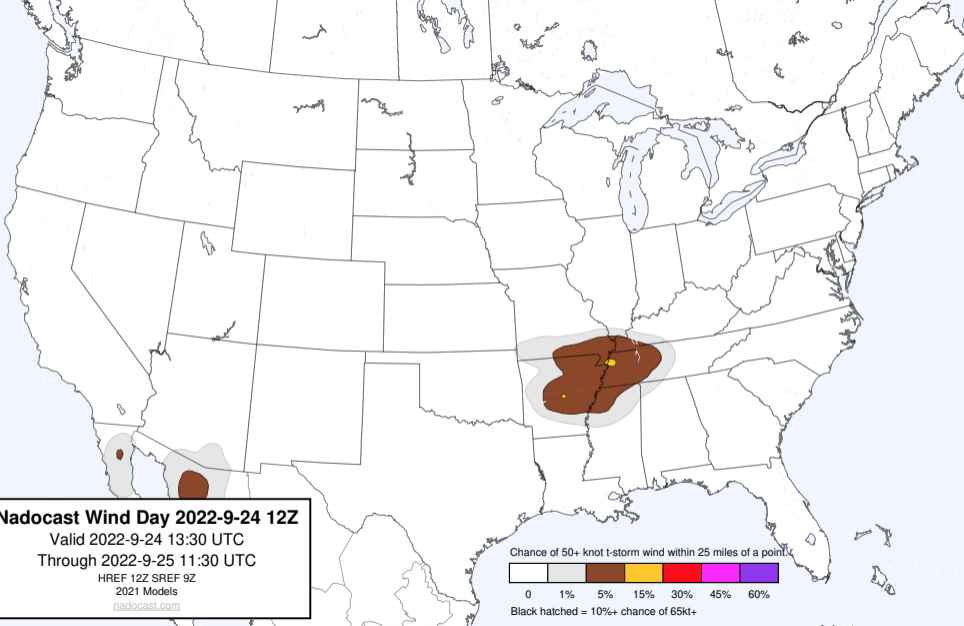 Nadocast Wind Day 2022-9-24 12Z
Valid 2022-9-24 13:30 UTC
Through 2022-9-25 11:30 UTC
HREF 12Z SREF 9Z
2021 Models
nadocast.com
Chance of 50+ knot t-storm wind within 25 miles of a point.
0 1% 5% 15% 30% 45% 60%
Black hatched = 10%+ chance of 65kt+